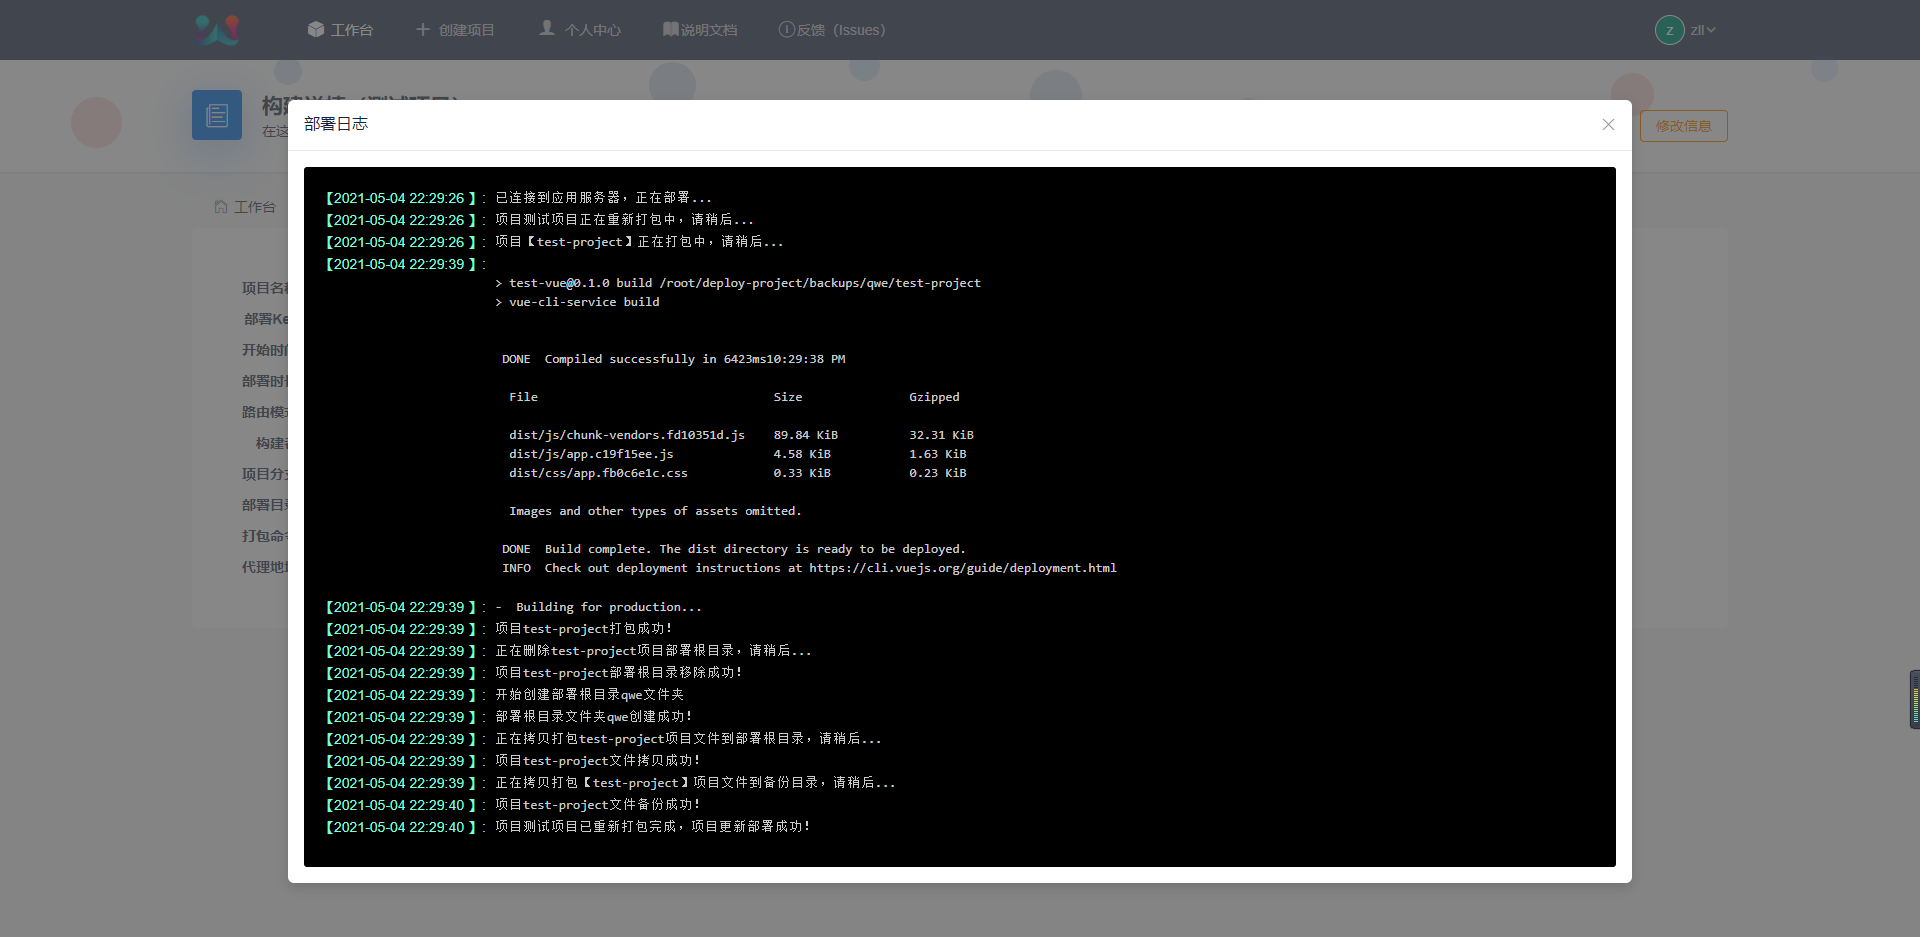 工作台
创建项目
个人中心
说明文档
反馈（Issues）
z
zll
在这
修改信息
工作台
部署日志
【2021-05-04 22:29:26 】: 已连接到应用服务器，正在部署...
【2021-05-04 22:29:26 】: 项目测试项目正在重新打包中，请稍后...
【2021-05-04 22:29:26 】: 项目【test-project】正在打包中，请稍后...
【2021-05-04 22:29:39 】:
> test-vue@0.1.0 build /root/deploy-project/backups/qwe/test-project
> vue-cli-service build
DONE  Compiled successfully in 6423ms10:29:38 PM
File  Size  Gzipped
dist/js/chunk-vendors.fd10351d.js  89.84 KiB  32.31 KiB
dist/js/app.c19f15ee.js  4.58 KiB  1.63 KiB
dist/css/app.fb0c6e1c.css  0.33 KiB  0.23 KiB
Images and other types of assets omitted.
DONE  Build complete. The dist directory is ready to be deployed.
INFO  Check out deployment instructions at https://cli.vuejs.org/guide/deployment.html
【2021-05-04 22:29:39 】: -  Building for production...
【2021-05-04 22:29:39 】: 项目test-project打包成功!
【2021-05-04 22:29:39 】: 正在删除test-project项目部署根目录，请稍后...
【2021-05-04 22:29:39 】: 项目test-project部署根目录移除成功!
【2021-05-04 22:29:39 】: 开始创建部署根目录qwe文件夹
【2021-05-04 22:29:39 】: 部署根目录文件夹qwe创建成功!
【2021-05-04 22:29:39 】: 正在拷贝打包test-project项目文件到部署根目录，请稍后...
【2021-05-04 22:29:39 】: 项目test-project文件拷贝成功!
【2021-05-04 22:29:39 】: 正在拷贝打包【test-project】项目文件到备份目录，请稍后...
【2021-05-04 22:29:40 】: 项目test-project文件备份成功!
【2021-05-04 22:29:40 】: 项目测试项目已重新打包完成，项目更新部署成功!
项目名
部署Ke
开始时
部署时
路由模
构建
项目分
部署目
打包命
代理地